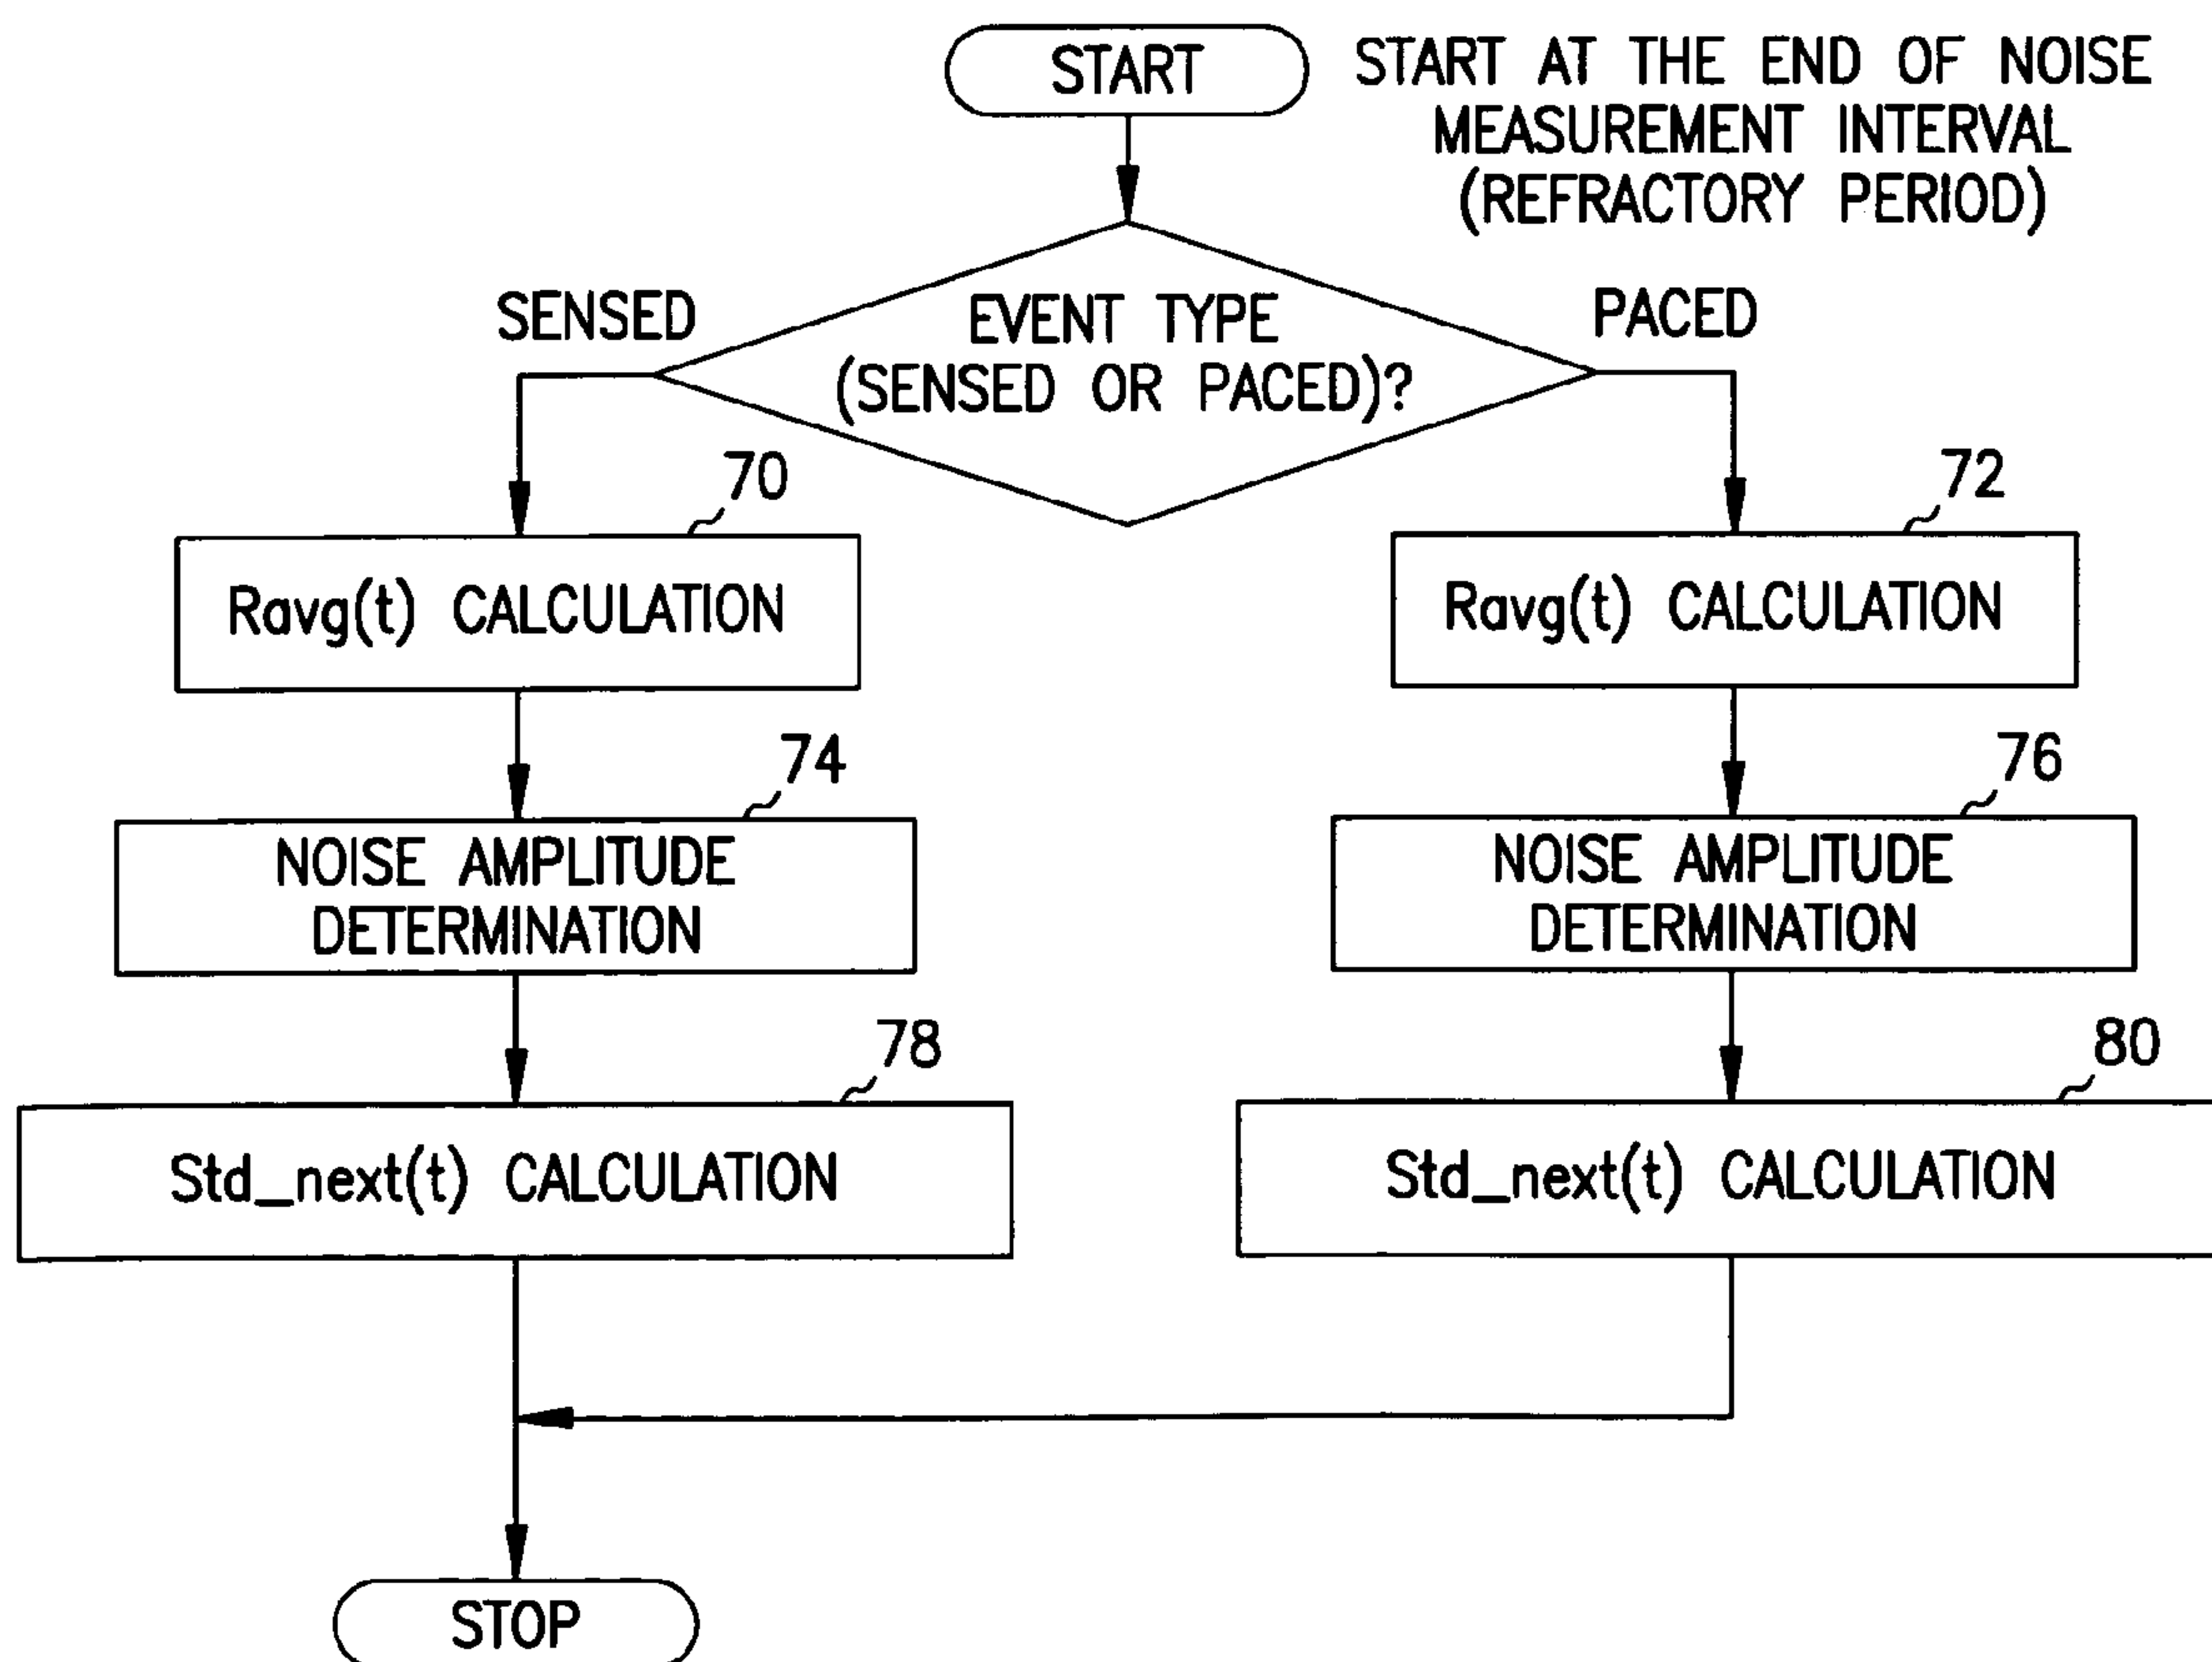 START
START AT THE END OF NOISE
MEASUREMENT INTERVAL
(REFRACTORY PERIOD)
SENSED
EVENT TYPE
(SENSED OR PACED)?
PACED
70
72
Ravg(t) CALCULATION
Ravg(t) CALCULATION
74
76
NOISE AMPLITUDE
DETERMINATION
NOISE AMPLITUDE
DETERMINATION
78
80
Std_next(t) CALCULATION
Std_next(t) CALCULATION
STOP